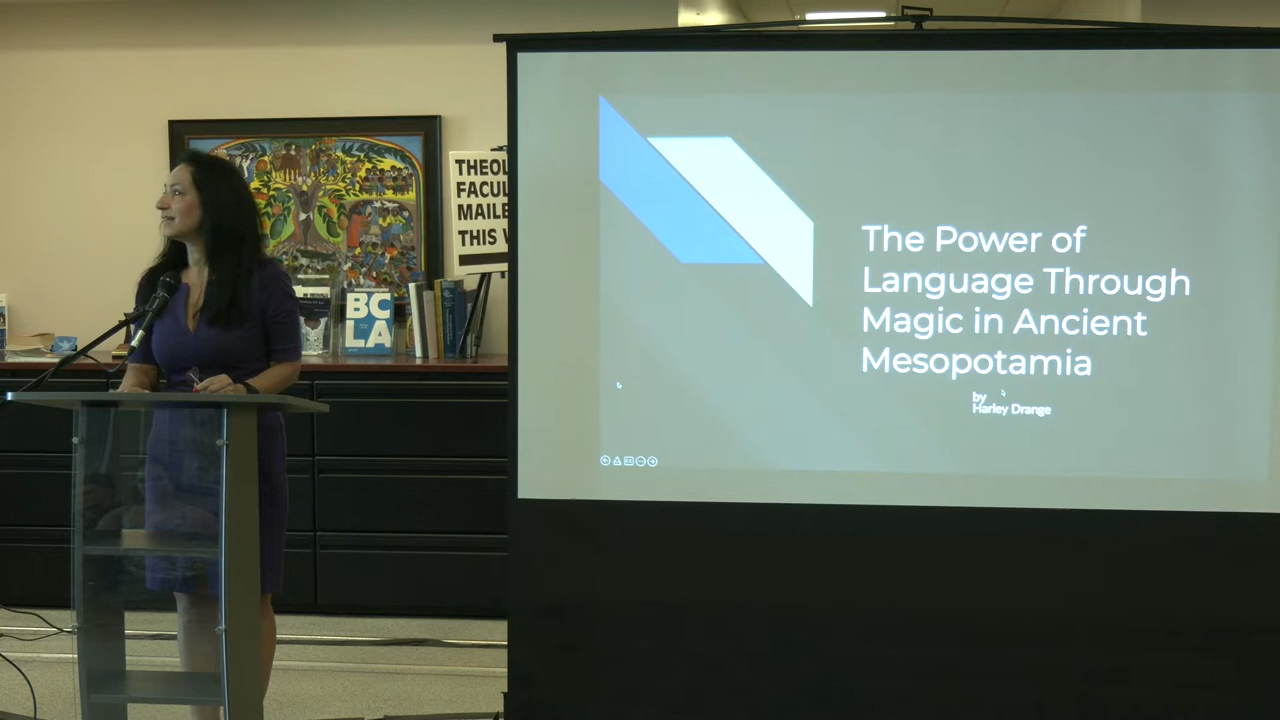 THEOL
FACUL
MAILE
THIS
BC
LA
The Power of
Language Through
Magic in Ancient
Mesopotamia
by
Harley Drange